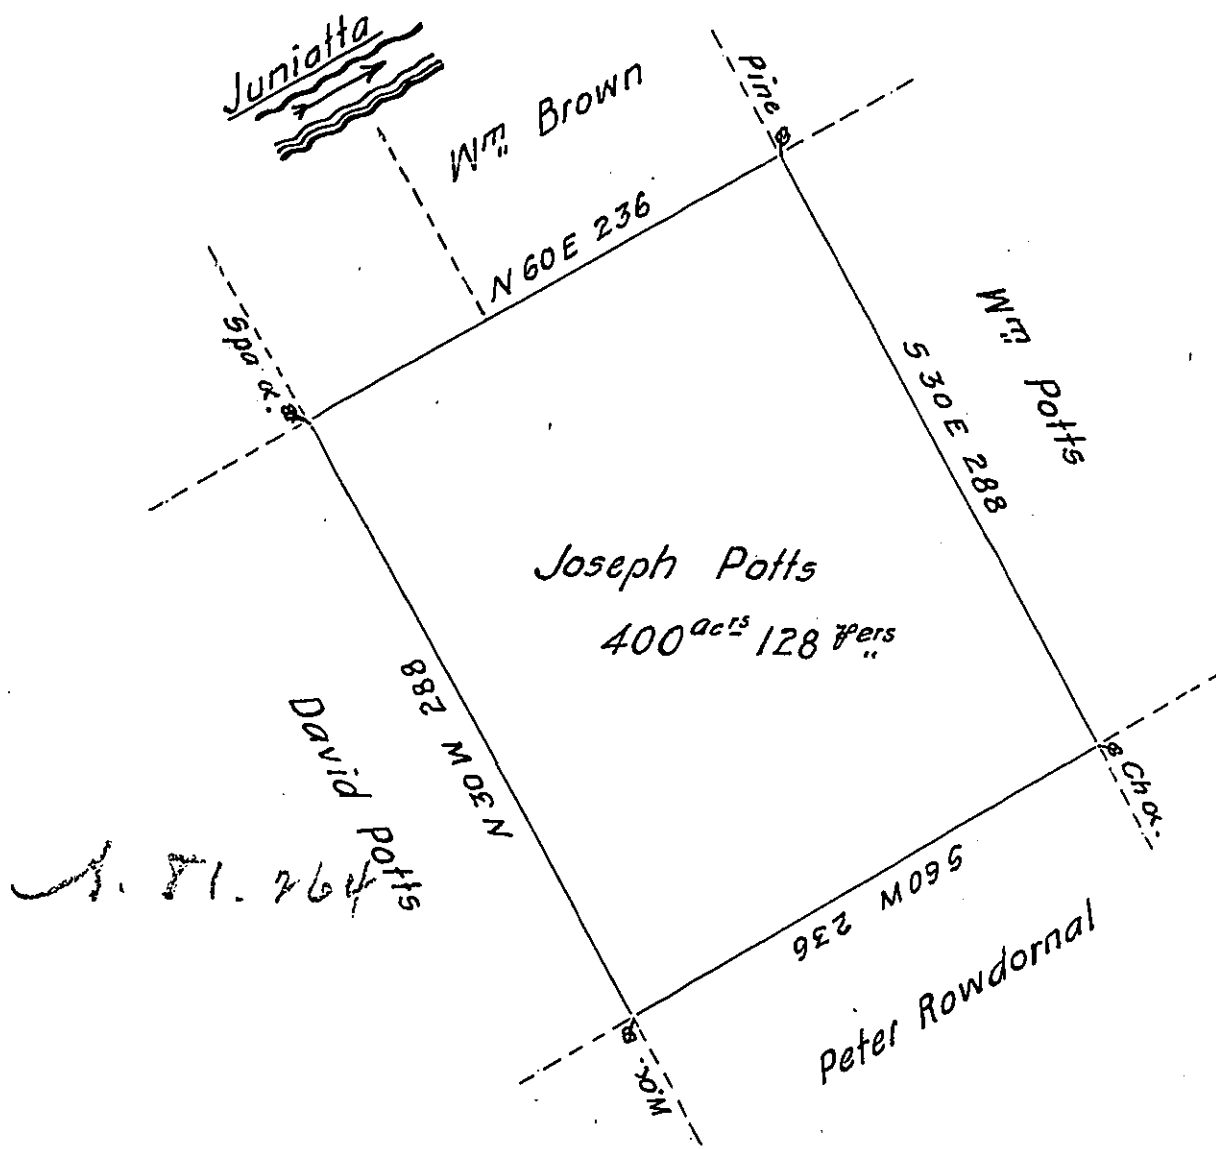 Juniatta
Wm Brown
Pine
N 60 E 236
Spa α.
Wm Potts
S 30 E 288
Joseph Potts
400 acrs 128 pers
N 30 W 288
David Potts
Ch α.
S 60 W 236
W.α.
Peter Rowdornal